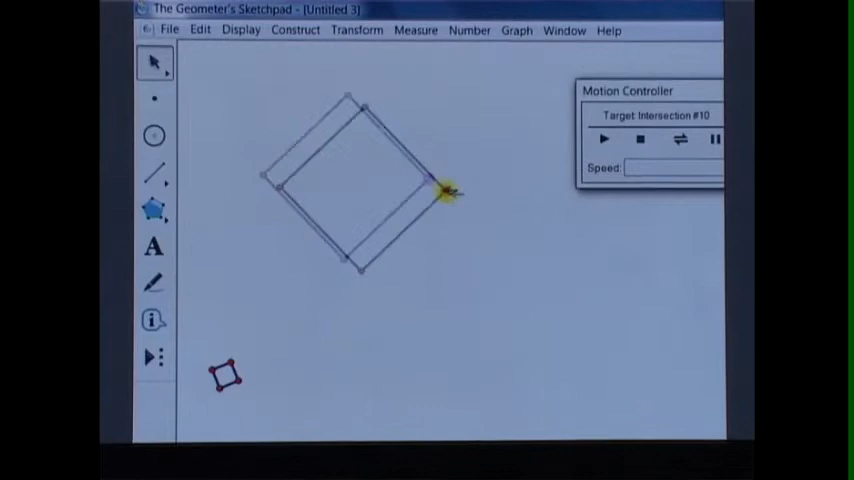 The Geometer's Sketchpad - [Untitled 3]
File Edit Display Construct Transform Measure Number Graph Window Help
Motion Controller
Target: Intersection #10
Speed:
A